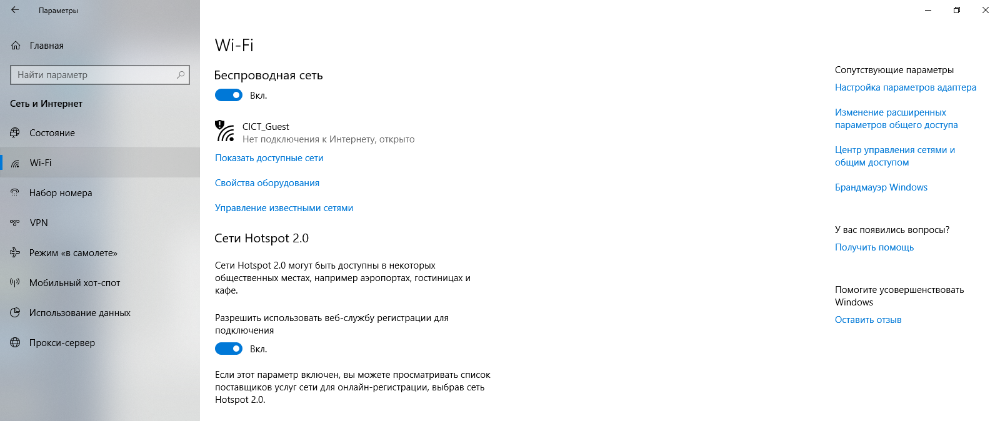 Параметры
Главная
Найти параметр
Сеть и Интернет
Состояние
Wi-Fi
Набор номера
VPN
Режим «в самолете»
Мобильный хот-спот
Использование данных
Прокси-сервер
Wi-Fi
Беспроводная сеть
Вкл.
CICT_Guest
Нет подключения к Интернету, открыто
Показать доступные сети
Свойства оборудования
Управление известными сетями
Сети Hotspot 2.0
Сети Hotspot 2.0 могут быть доступны в некоторых
общественных местах, например аэропортах, гостиницах и
кафе.
Разрешить использовать веб-службу регистрации для
подключения
Вкл.
Если этот параметр включен, вы можете просматривать список
поставщиков услуг сети для онлайн-регистрации, выбрав сеть
Hotspot 2.0.
Сопутствующие параметры
Настройка параметров адаптера
Изменение расширенных
параметров общего доступа
Центр управления сетями и
общим доступом
Брандмауэр Windows
У вас появились вопросы?
Получить помощь
Помогите усовершенствовать
Windows
Оставить отзыв